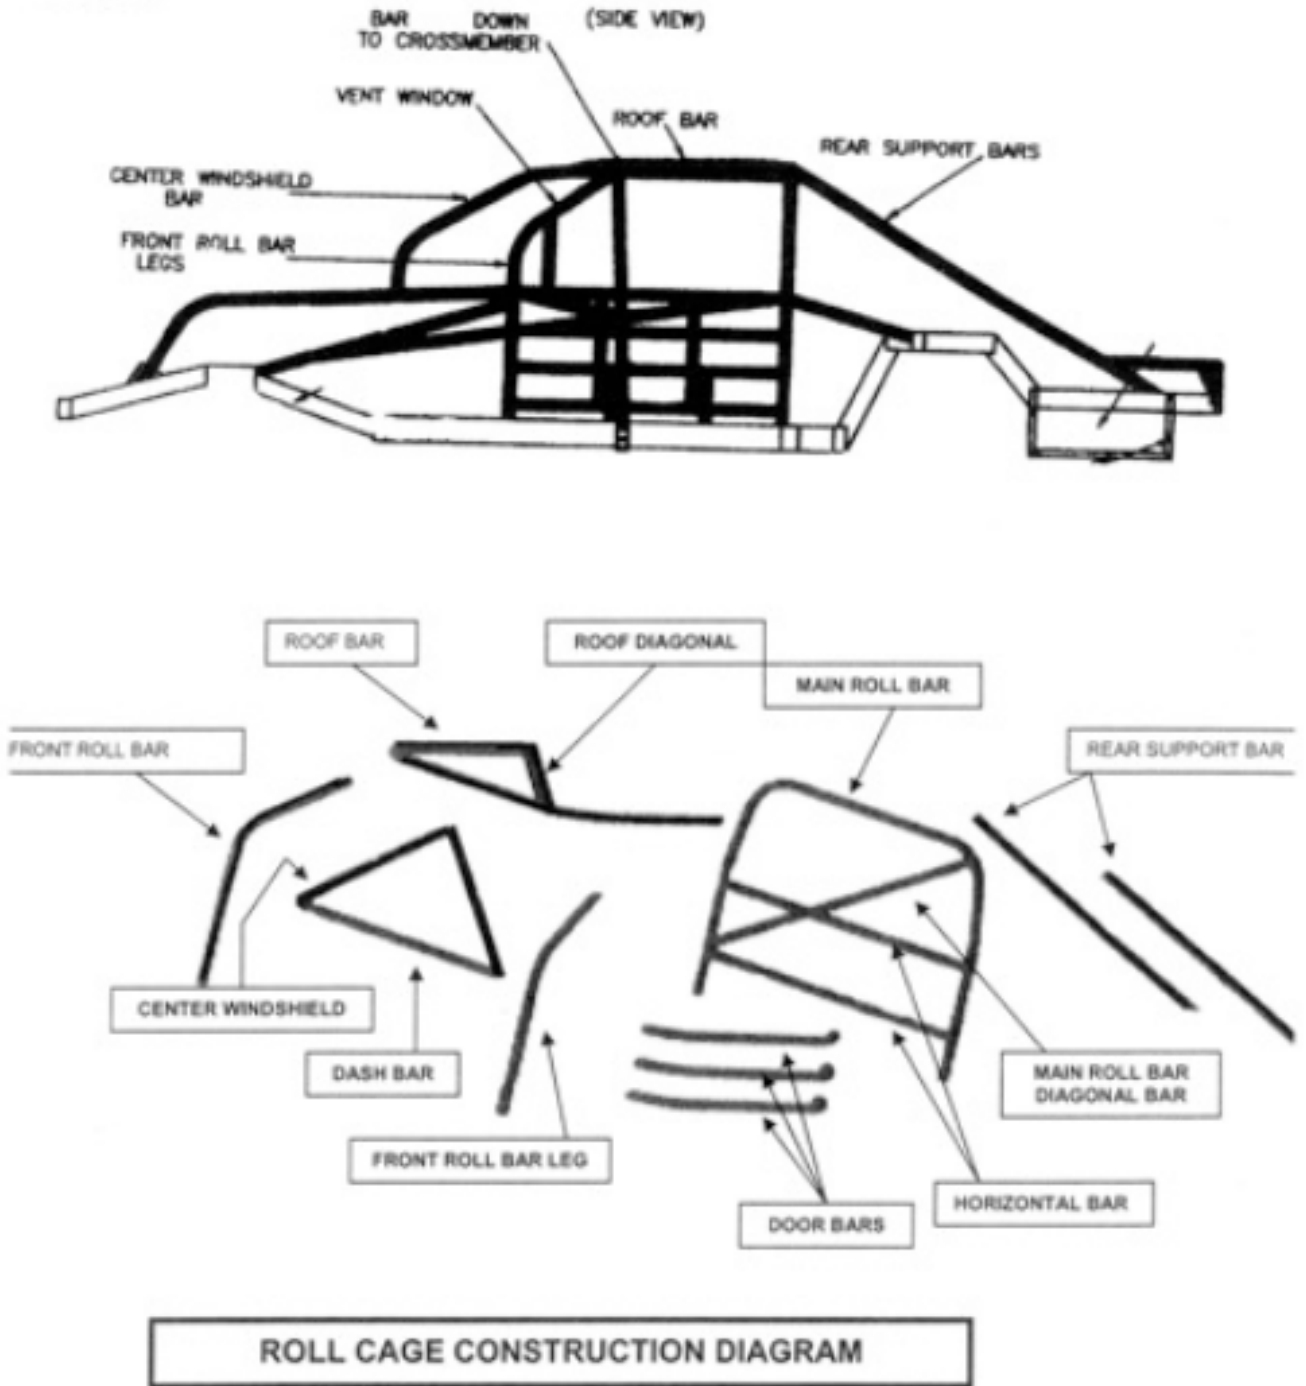 BAR DOWN (SIDE VIEW)
TO CROSSMEMBER
VENT WINDOW
ROOF BAR
REAR SUPPORT BARS
CENTER WINDSHIELD
BAR
FRONT ROLL BAR
LEGS
ROOF BAR
ROOF DIAGONAL
MAIN ROLL BAR
FRONT ROLL BAR
REAR SUPPORT BAR
CENTER WINDSHIELD
DASH BAR
MAIN ROLL BAR
DIAGONAL BAR
FRONT ROLL BAR LEG
HORIZONTAL BAR
DOOR BARS
ROLL CAGE CONSTRUCTION DIAGRAM